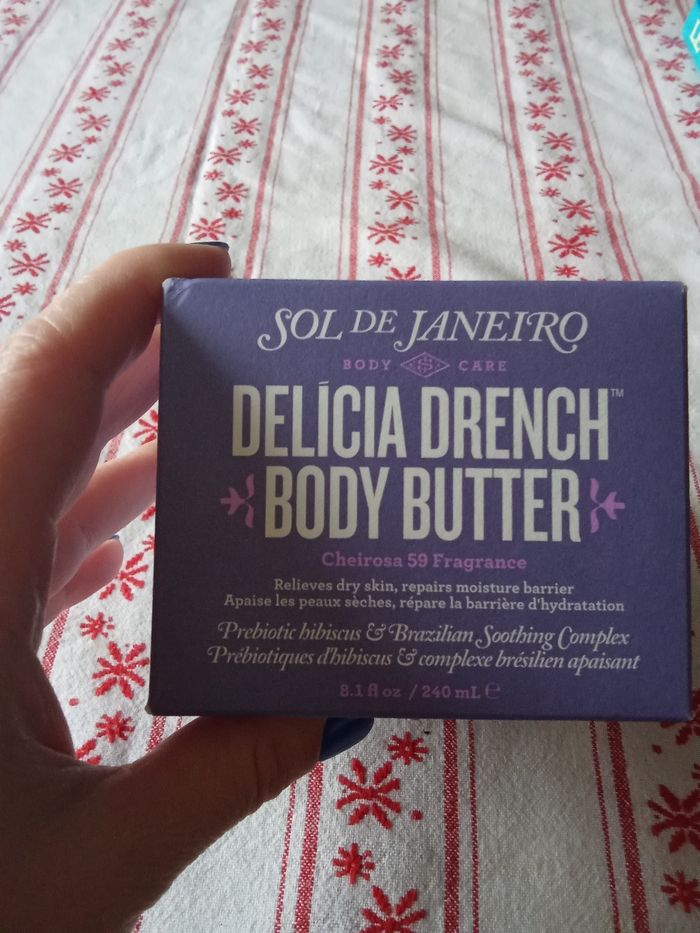 SOL DE JANEIRO
BODY CARE
DELÍCIA DRENCH™
BODY BUTTER
Cheirosa 59 Fragrance
Relieves dry skin, repairs moisture barrier
Apaise les peaux sèches, répare la barrière d'hydratation
Prebiotic hibiscus & Brazilian Soothing Complex
Prébiotiques d'hibiscus & complexe brésilien apaisant
8.1 fl oz / 240 mL ℮